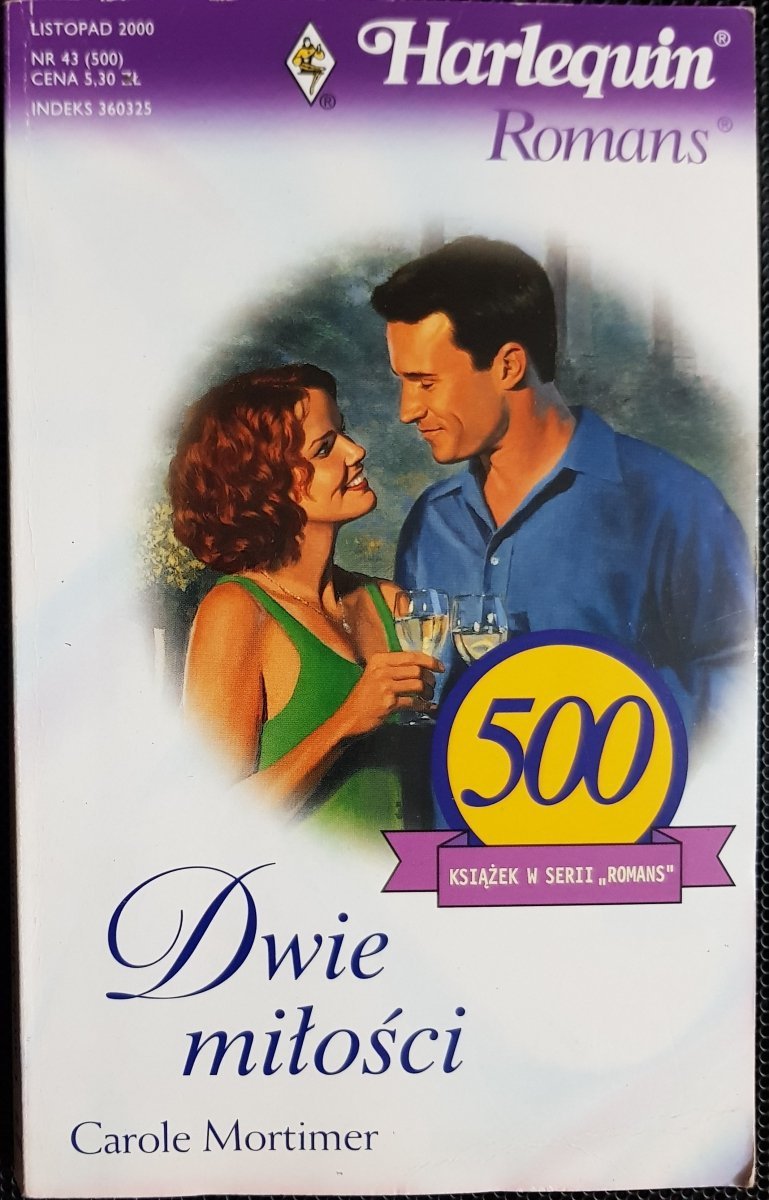 LISTOPAD 2000
NR 43 (500)
CENA 5,30 ZŁ
INDEKS 360325
Harlequin®
Romans®
®
500
KSIĄŻEK W SERII „ROMANS"
Dwie
miłości
Carole Mortimer